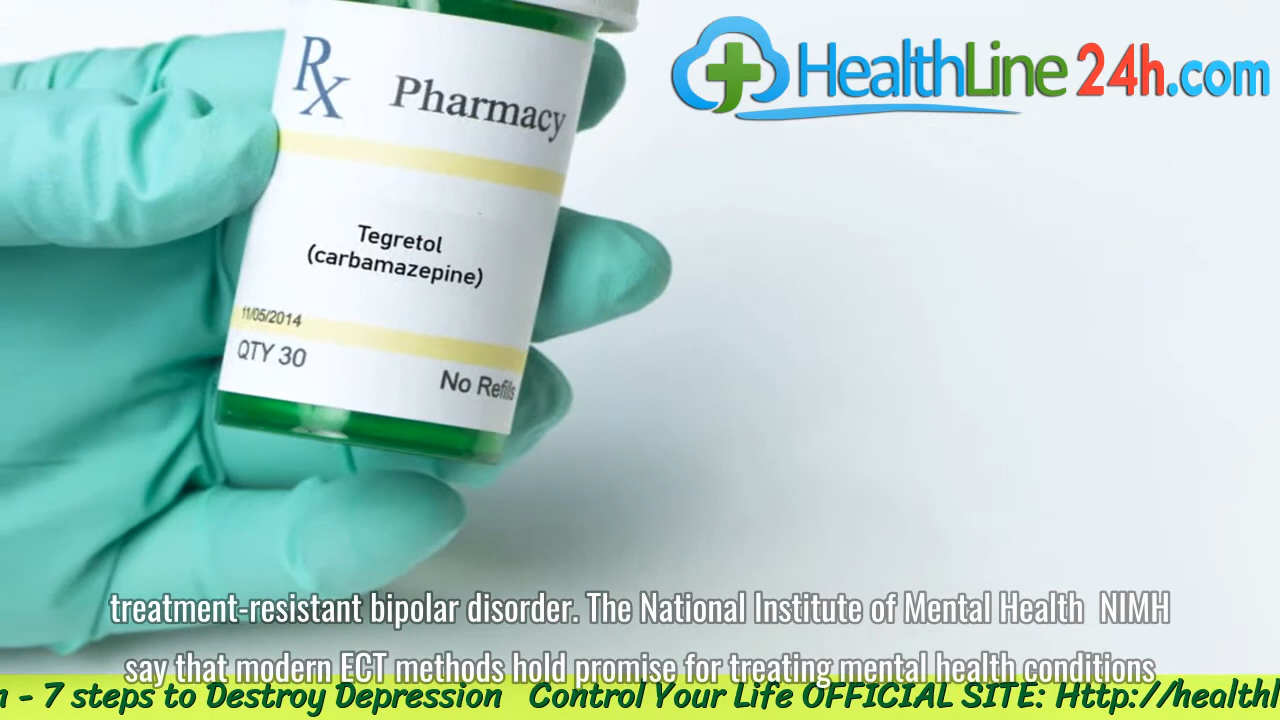 Rx Pharmacy
HealthLine 24h.com
Tegretol
(carbamazepine)
11/05/2014
QTY 30
No Refills
treatment-resistant bipolar disorder. The National Institute of Mental Health NIMH
say that modern ECT methods hold promise for treating mental health conditions
- 7 steps to Destroy Depression Control Your Life OFFICIAL SITE: Http://healthl